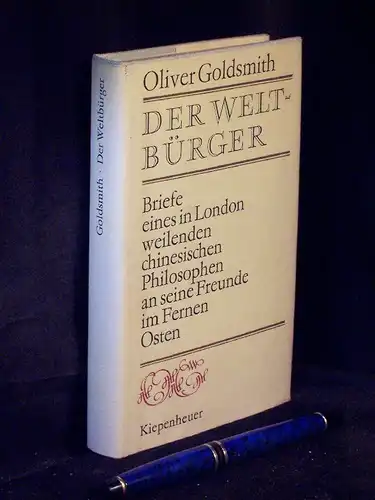 Oliver Goldsmith
DER WELT-
BÜRGER
Briefe
eines in London
weilenden
chinesischen
Philosophen
an seine Freunde
im Fernen
Osten
Kiepenheuer
Goldsmith · Der Weltbürger